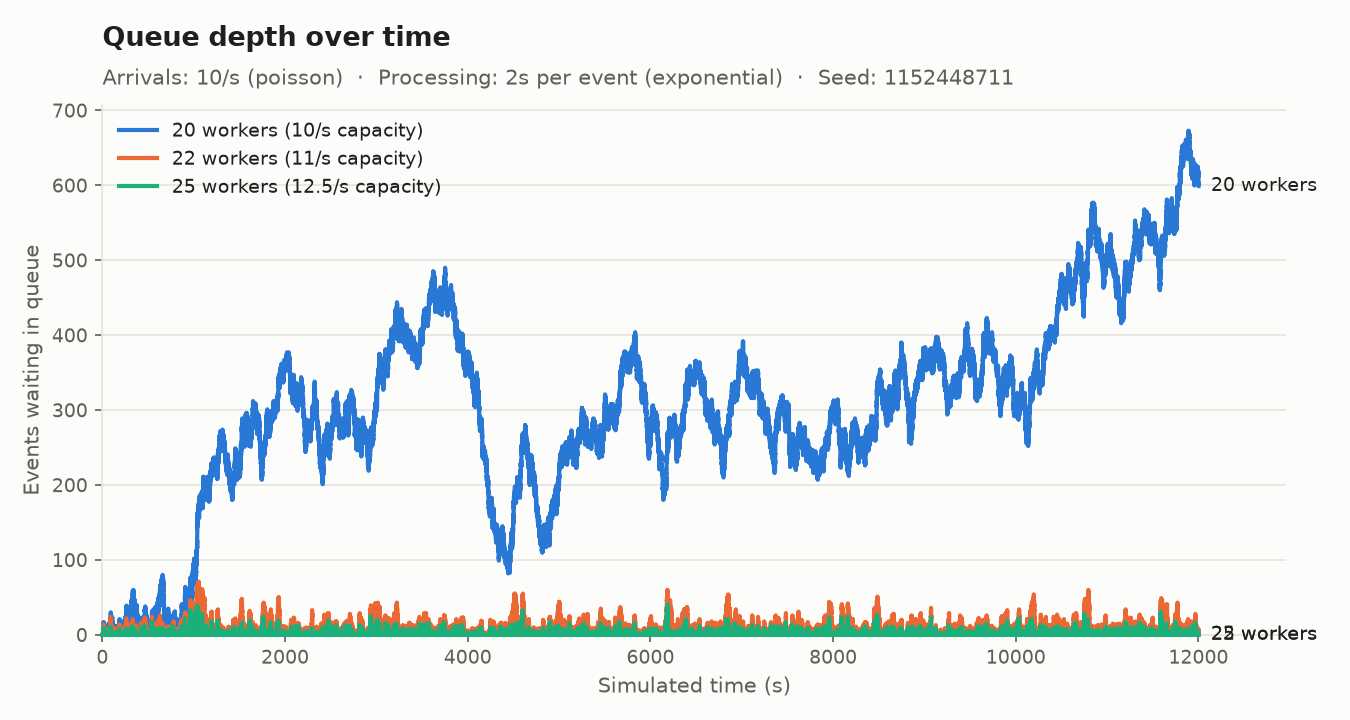 Queue depth over time
Arrivals: 10/s (poisson) · Processing: 2s per event (exponential) · Seed: 1152448711
700
600
500
400
300
200
100
0
Events waiting in queue
20 workers (10/s capacity)
22 workers (11/s capacity)
25 workers (12.5/s capacity)
20 workers
workers
0 2000 4000 6000 8000 10000 12000
Simulated time (s)